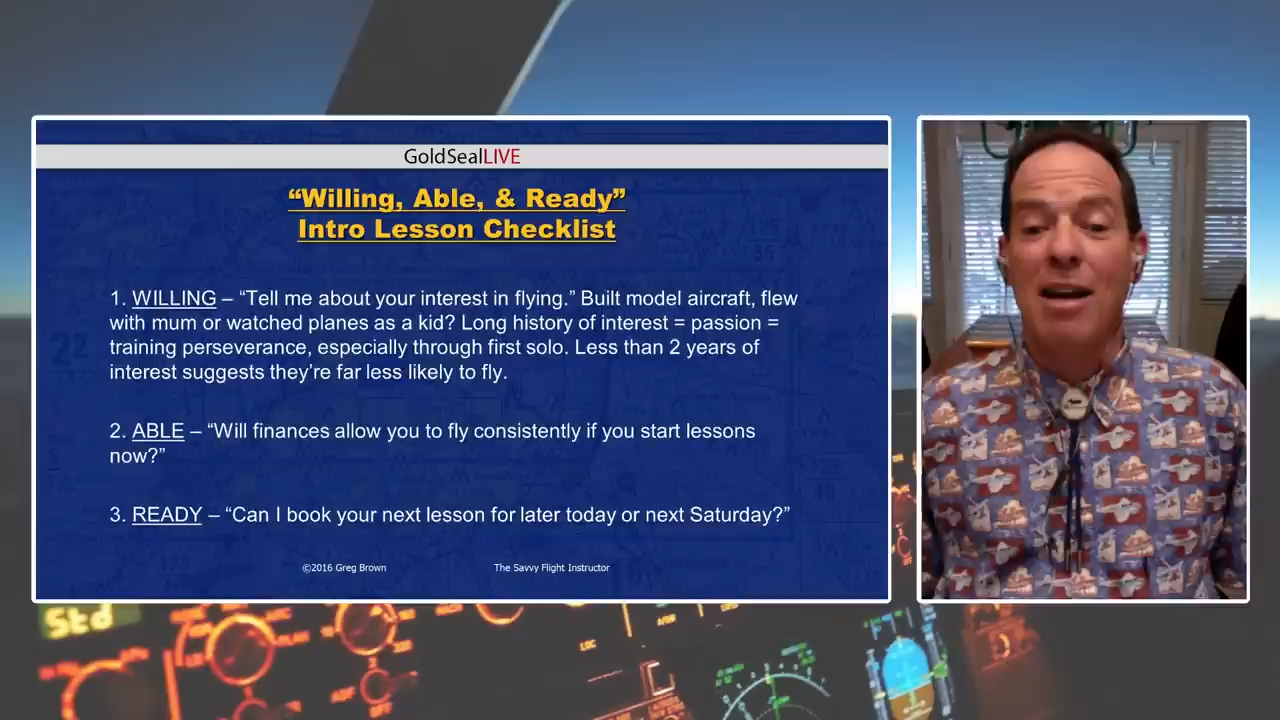 GoldSealLIVE
“Willing, Able, & Ready”
Intro Lesson Checklist
1. WILLING – “Tell me about your interest in flying.” Built model aircraft, flew
with mum or watched planes as a kid? Long history of interest = passion =
training perseverance, especially through first solo. Less than 2 years of
interest suggests they’re far less likely to fly.
2. ABLE – “Will finances allow you to fly consistently if you start lessons
now?”
3. READY – “Can I book your next lesson for later today or next Saturday?”
©2016 Greg Brown
The Savvy Flight Instructor
Std
LOC
ADF
OFF